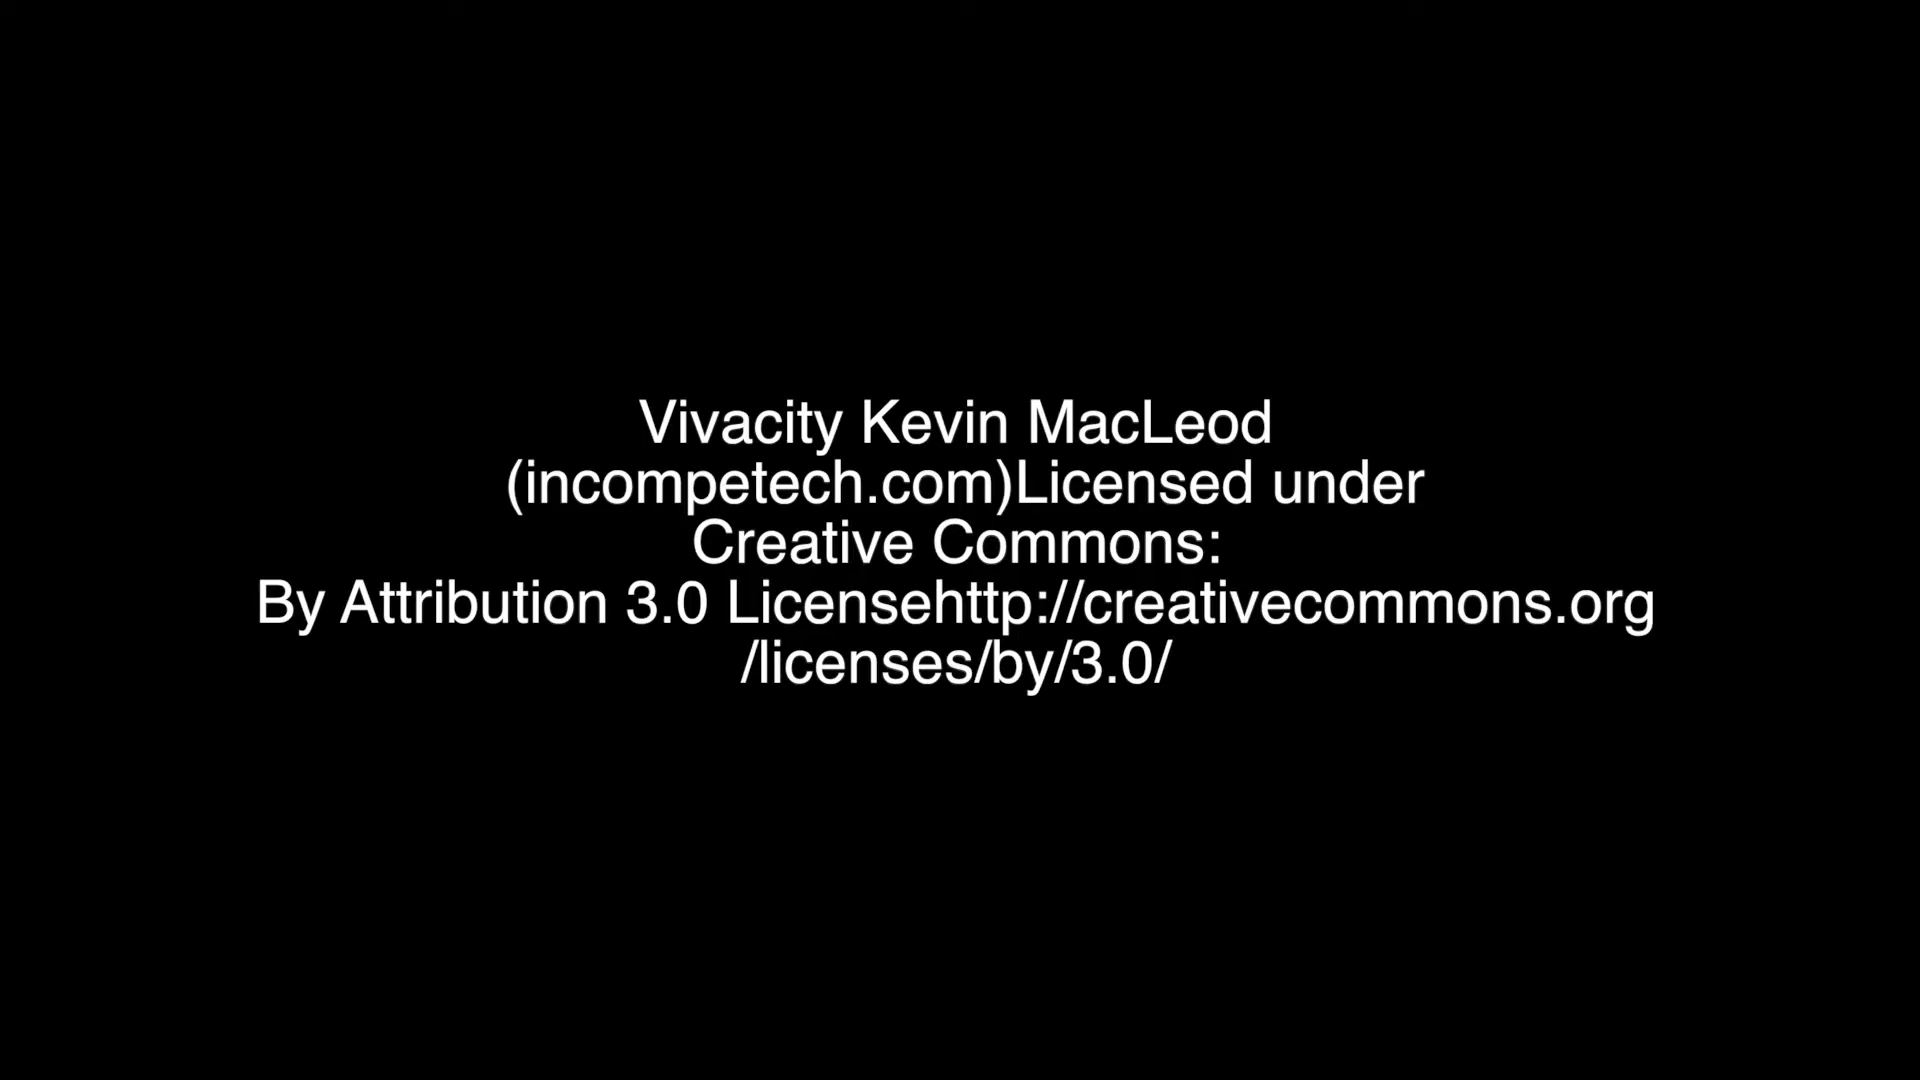 Vivacity Kevin MacLeod
(incompetech.com)Licensed under
Creative Commons:
By Attribution 3.0 Licensehttp://creativecommons.org
/licenses/by/3.0/